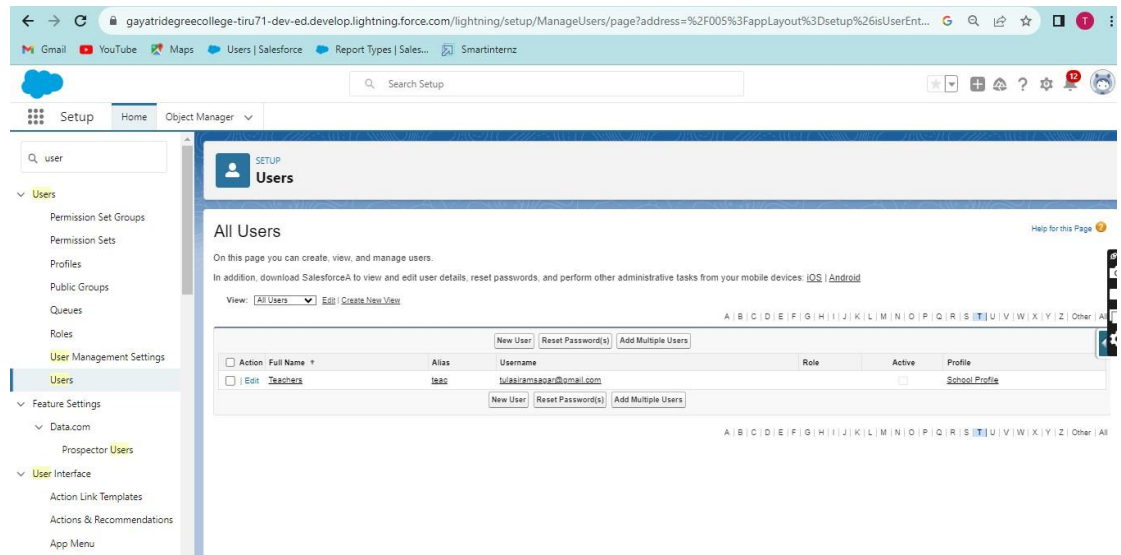 gayatridegreecollege-tiru71-dev-ed.develop.lightning.force.com/lightning/setup/ManageUsers/page?address=%2F005%3FappLayout%3Dsetup%26isUserEnt... G T
Gmail YouTube Maps Users | Salesforce Report Types | Sales... Smartinternz
Search Setup 12
Setup Home Object Manager
user
Users
Permission Set Groups
Permission Sets
Profiles
Public Groups
Queues
Roles
User Management Settings
Users
Feature Settings
Data.com
Prospector Users
User Interface
Action Link Templates
Actions & Recommendations
App Menu
SETUP
Users
All Users
Help for this Page ?
On this page you can create, view, and manage users.
In addition, download SalesforceA to view and edit user details, reset passwords, and perform other administrative tasks from your mobile devices: iOS | Android
View: All Users Edit | Create New View
A | B | C | D | E | F | G | H | I | J | K | L | M | N | O | P | Q | R | S | T | U | V | W | X | Y | Z | Other | All
New User Reset Password(s) Add Multiple Users
Action Full Name ↑ Alias Username Role Active Profile
| Edit Teachers teac tulasiramsagar@gmail.com School Profile
New User Reset Password(s) Add Multiple Users
A | B | C | D | E | F | G | H | I | J | K | L | M | N | O | P | Q | R | S | T | U | V | W | X | Y | Z | Other | All